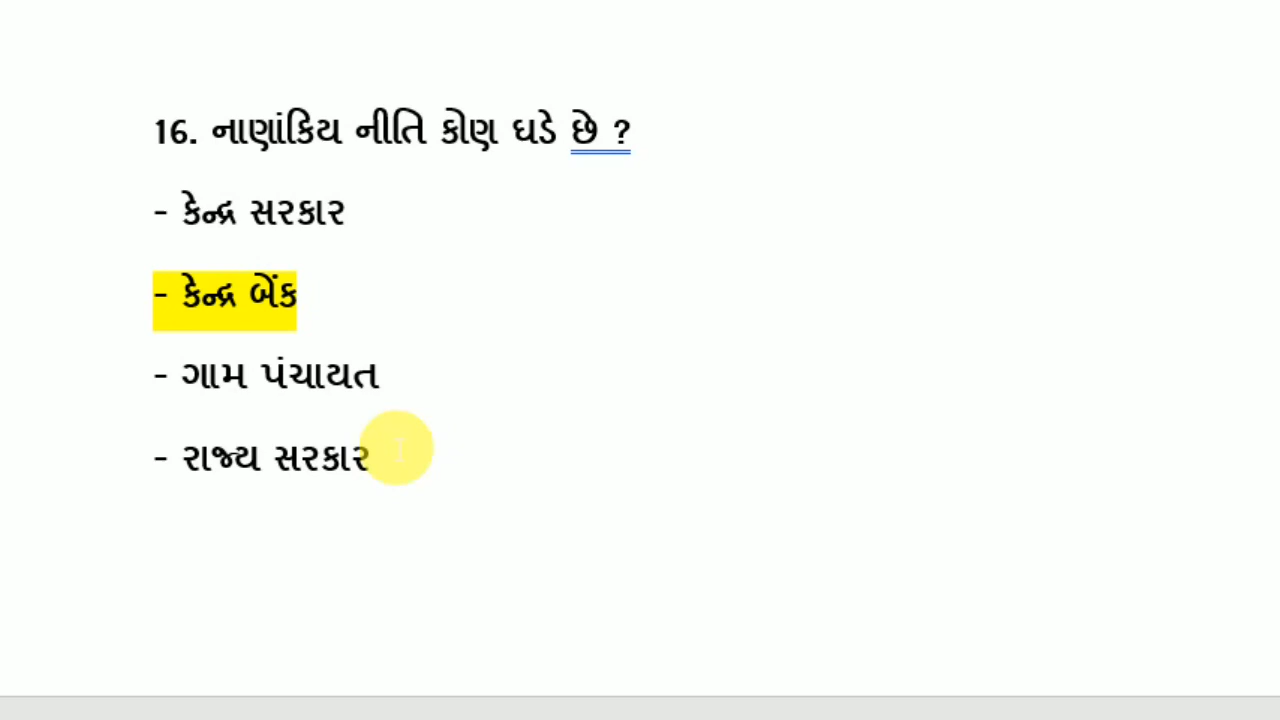 16. નાણાંકિય નીતિ કોણ ઘડે છે ?
- કેન્દ્ર સરકાર
- કેન્દ્ર બેંક
- ગામ પંચાયત
- રાજ્ય સરકાર